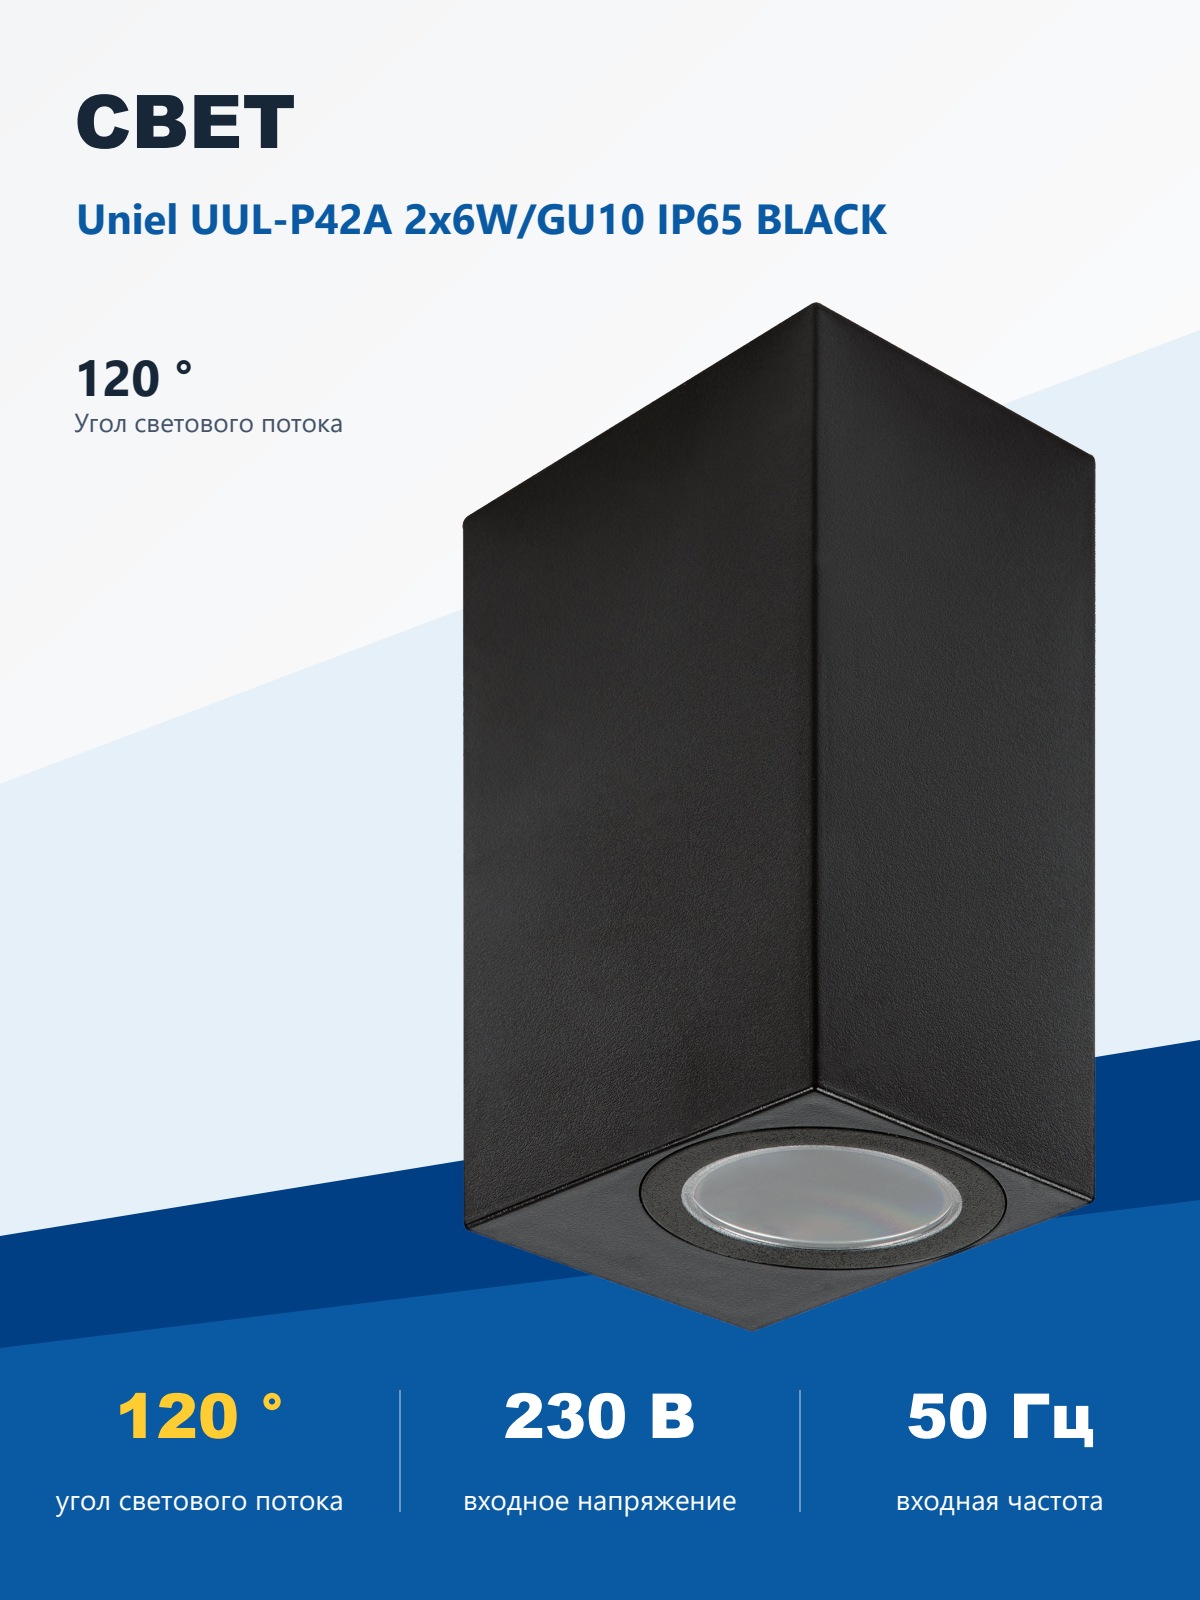 СВЕТ
Uniel UUL-P42A 2x6W/GU10 IP65 BLACK
120 °
Угол светового потока
120 °
угол светового потока
230 В
входное напряжение
50 Гц
входная частота